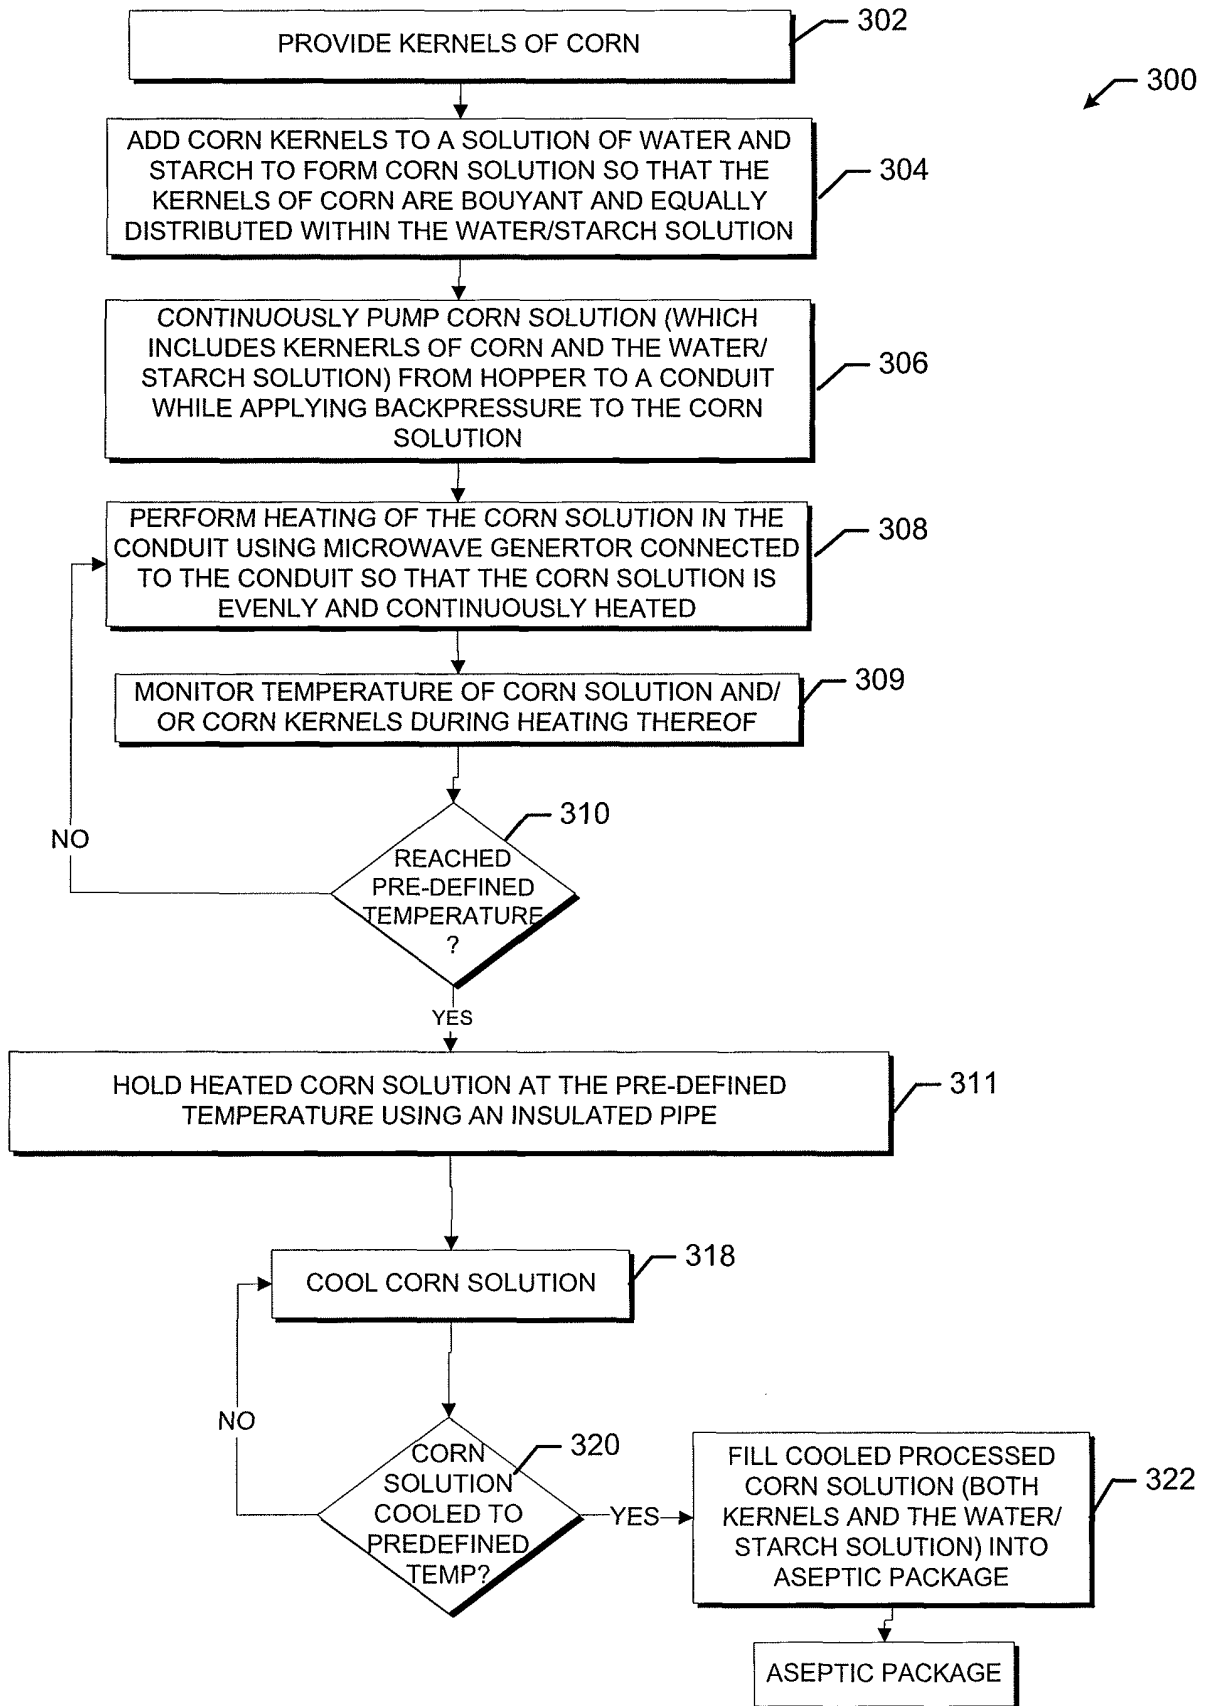 PROVIDE KERNELS OF CORN
302
300
ADD CORN KERNELS TO A SOLUTION OF WATER AND
STARCH TO FORM CORN SOLUTION SO THAT THE
KERNELS OF CORN ARE BOUYANT AND EQUALLY
DISTRIBUTED WITHIN THE WATER/STARCH SOLUTION
304
CONTINUOUSLY PUMP CORN SOLUTION (WHICH
INCLUDES KERNERLS OF CORN AND THE WATER/
STARCH SOLUTION) FROM HOPPER TO A CONDUIT
WHILE APPLYING BACKPRESSURE TO THE CORN
SOLUTION
306
PERFORM HEATING OF THE CORN SOLUTION IN THE
CONDUIT USING MICROWAVE GENERTOR CONNECTED
TO THE CONDUIT SO THAT THE CORN SOLUTION IS
EVENLY AND CONTINUOUSLY HEATED
308
MONITOR TEMPERATURE OF CORN SOLUTION AND/
OR CORN KERNELS DURING HEATING THEREOF
309
310
REACHED
PRE-DEFINED
TEMPERATURE
?
NO
YES
HOLD HEATED CORN SOLUTION AT THE PRE-DEFINED
TEMPERATURE USING AN INSULATED PIPE
311
COOL CORN SOLUTION
318
NO
CORN
SOLUTION
COOLED TO
PREDEFINED
TEMP?
320
YES
FILL COOLED PROCESSED
CORN SOLUTION (BOTH
KERNELS AND THE WATER/
STARCH SOLUTION) INTO
ASEPTIC PACKAGE
322
ASEPTIC PACKAGE